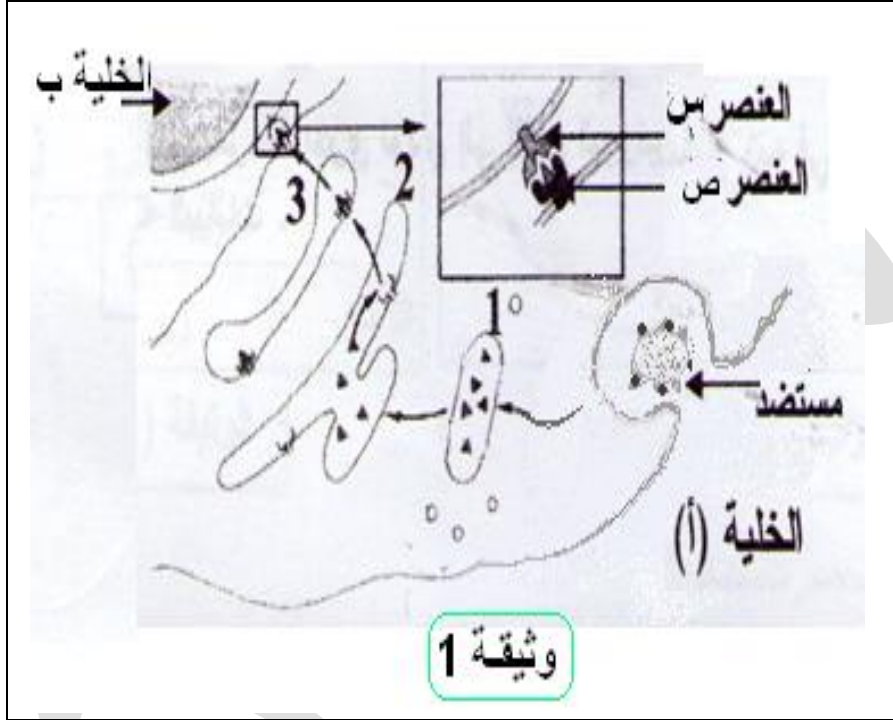 الخلية ب
العنصر س
العنصر ص
2
3
1
مستضد
الخلية (أ)
وثيقة 1